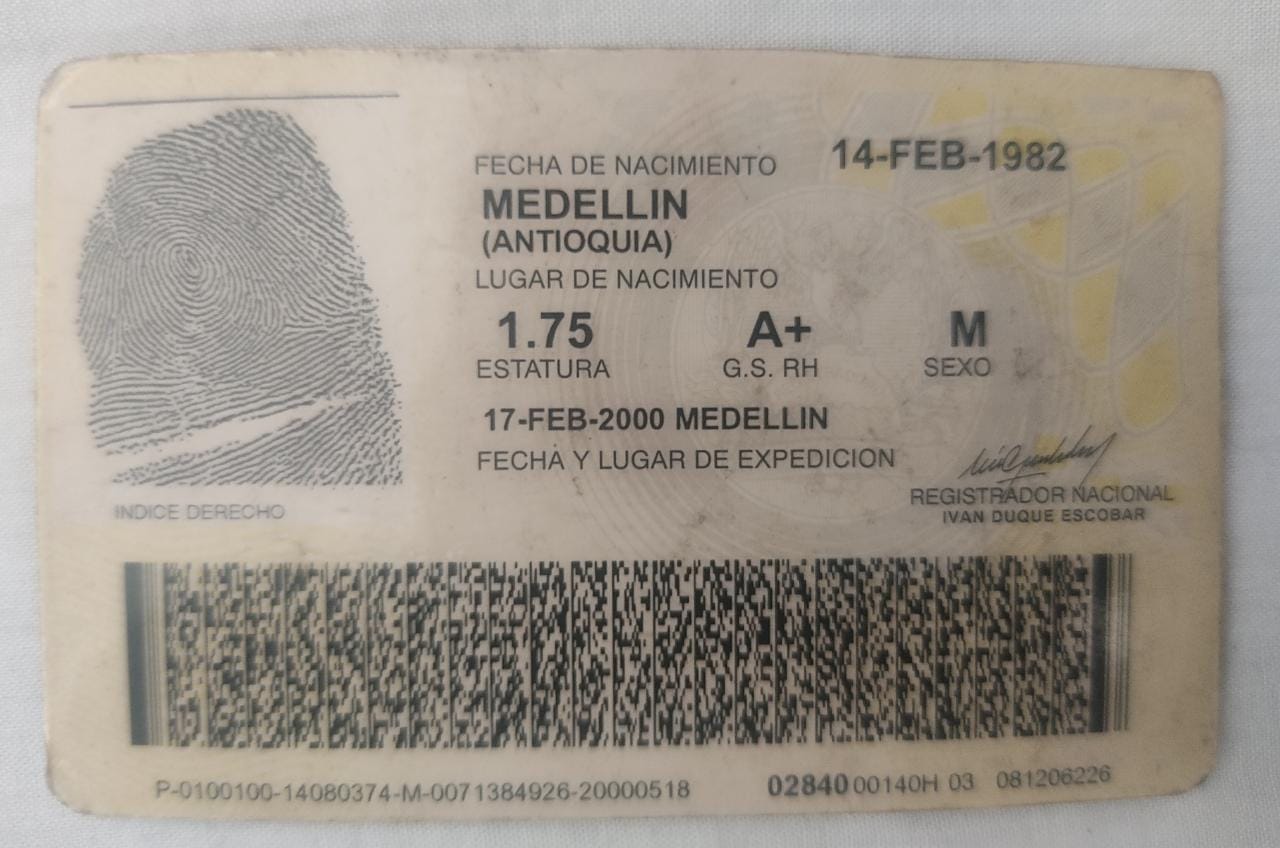 FECHA DE NACIMIENTO 14-FEB-1982
MEDELLIN
(ANTIOQUIA)
LUGAR DE NACIMIENTO
1.75 A+ M
ESTATURA G.S. RH SEXO
17-FEB-2000 MEDELLIN
FECHA Y LUGAR DE EXPEDICION
REGISTRADOR NACIONAL
IVAN DUQUE ESCOBAR
INDICE DERECHO
P-0100100-14080374-M-0071384926-20000518 02840 00140H 03 081206226